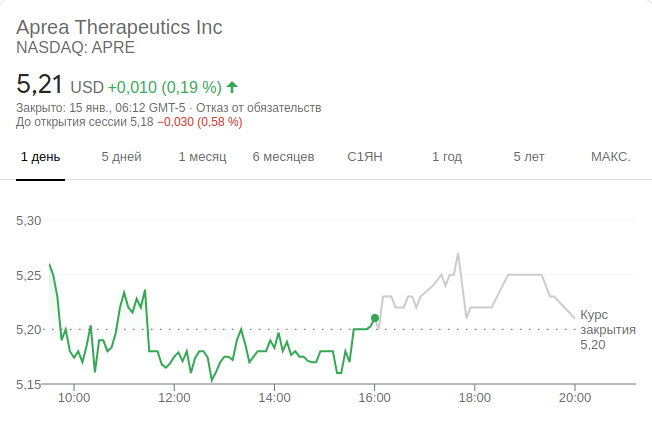 Aprea Therapeutics Inc
NASDAQ: APRE
5,21 USD +0,010 (0,19 %)
Закрыто: 15 янв., 06:12 GMT-5 · Отказ от обязательств
До открытия сессии 5,18 −0,030 (0,58 %)
1 день 5 дней 1 месяц 6 месяцев С1ЯН 1 год 5 лет МАКС.
5,30
5,25
5,20
5,15
Курс
закрытия
5,20
10:00 12:00 14:00 16:00 18:00 20:00